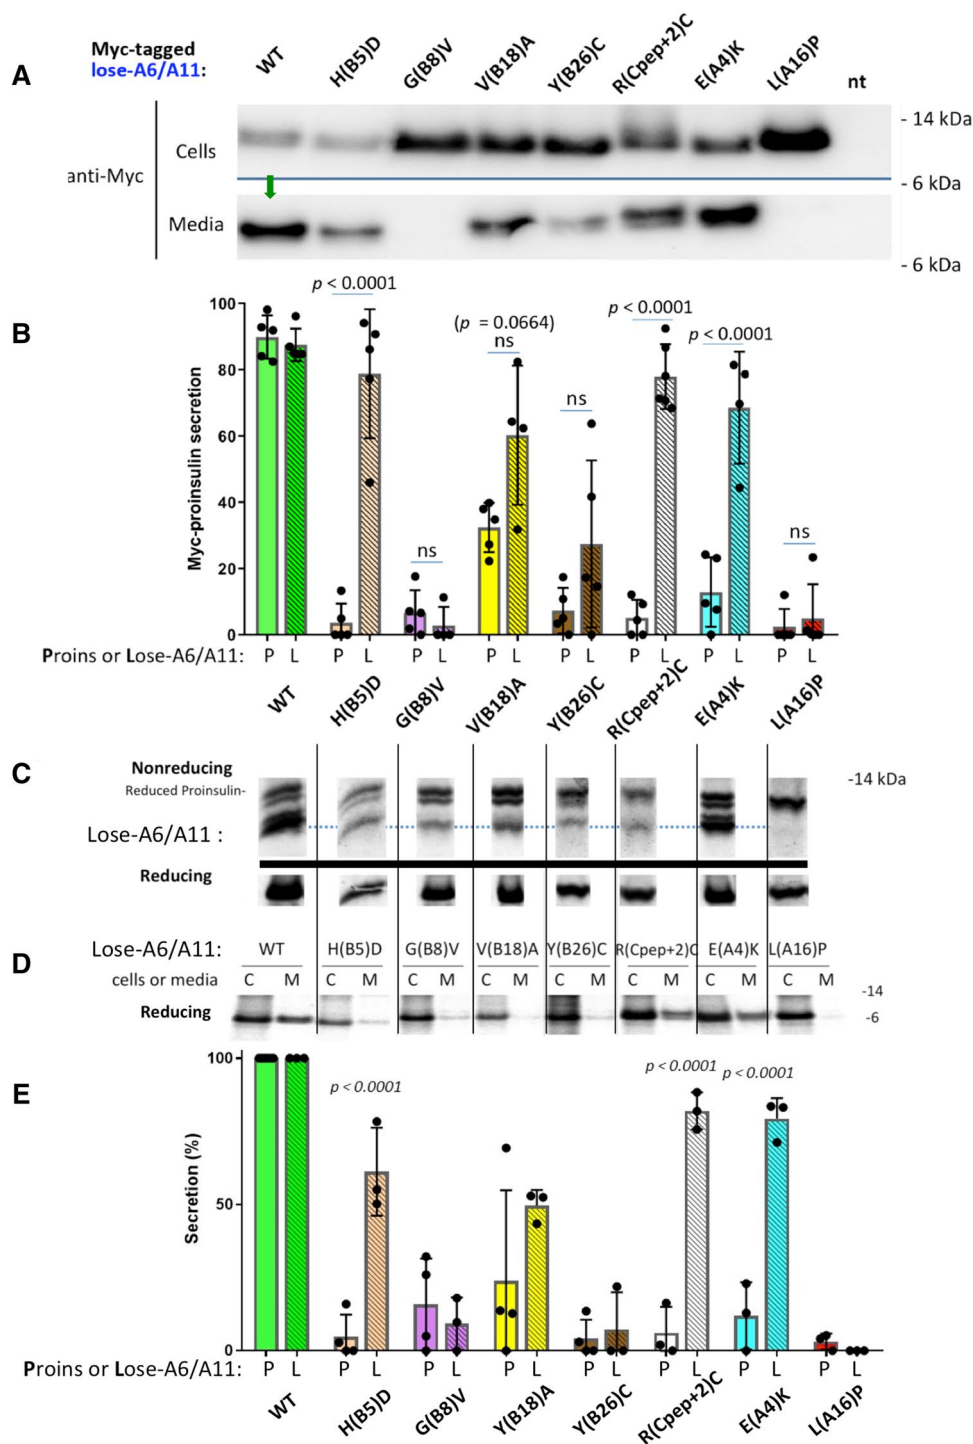 A
Myc-tagged
lose-A6/A11:
WT
H(B5)D
G(B8)V
V(B18)A
Y(B26)C
R(Cpep+2)C
E(A4)K
L(A16)P
nt
anti-Myc
Cells
Media
- 14 kDa
- 6 kDa
- 6 kDa
B
Myc-proinsulin secretion
100
80
60
40
20
0
p < 0.0001
ns
(p = 0.0664)
ns
ns
p < 0.0001
p < 0.0001
ns
Proins or Lose-A6/A11: P L P L P L P L P L P L P L P L
WT
H(B5)D
G(B8)V
V(B18)A
Y(B26)C
R(Cpep+2)C
E(A4)K
L(A16)P
C
Nonreducing
Reduced Proinsulin-
-14 kDa
Lose-A6/A11 :
Reducing
D
Lose-A6/A11: WT H(B5)D G(B8)V V(B18)A Y(B26)C R(Cpep+2)C E(A4)K L(A16)P
cells or media C M C M C M C M C M C M C M C M
-14
Reducing
-6
E
Secretion (%)
100
50
0
p < 0.0001
p < 0.0001
p < 0.0001
Proins or Lose-A6/A11: P L P L P L P L P L P L P L P L
WT
H(B5)D
G(B8)V
Y(B18)A
Y(B26)C
R(Cpep+2)C
E(A4)K
L(A16)P